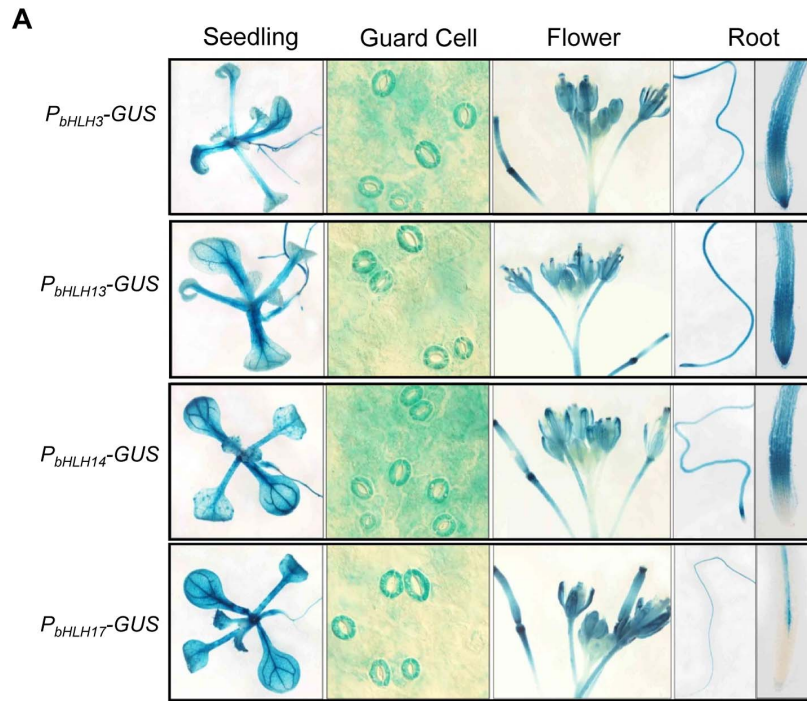 A
Seedling Guard Cell Flower Root
PbHLH3-GUS
PbHLH13-GUS
PbHLH14-GUS
PbHLH17-GUS